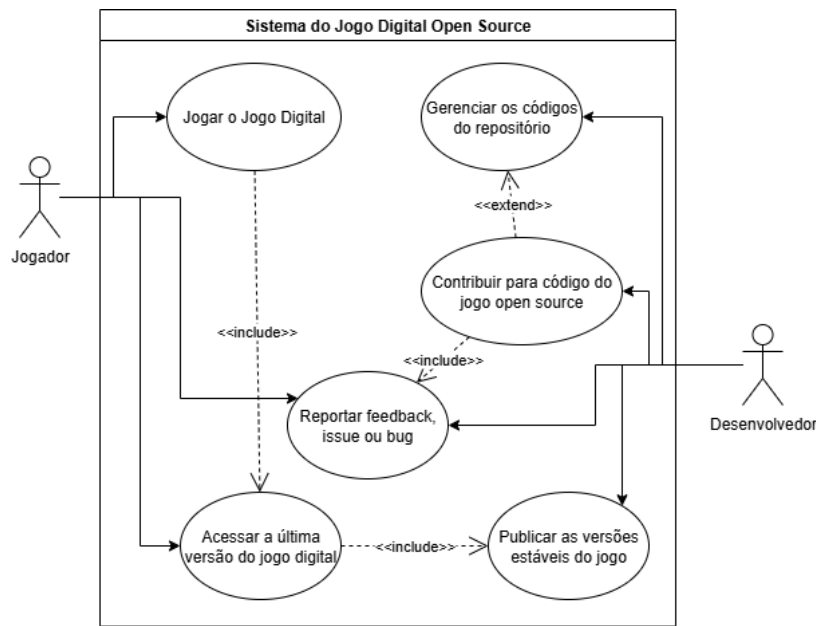 Sistema do Jogo Digital Open Source
Jogar o Jogo Digital
Gerenciar os códigos
do repositório
<<extend>>
Jogador
Contribuir para código do
jogo open source
<<include>>
<<include>>
Reportar feedback,
issue ou bug
Desenvolvedor
Acessar a última
versão do jogo digital
<<include>>
Publicar as versões
estáveis do jogo